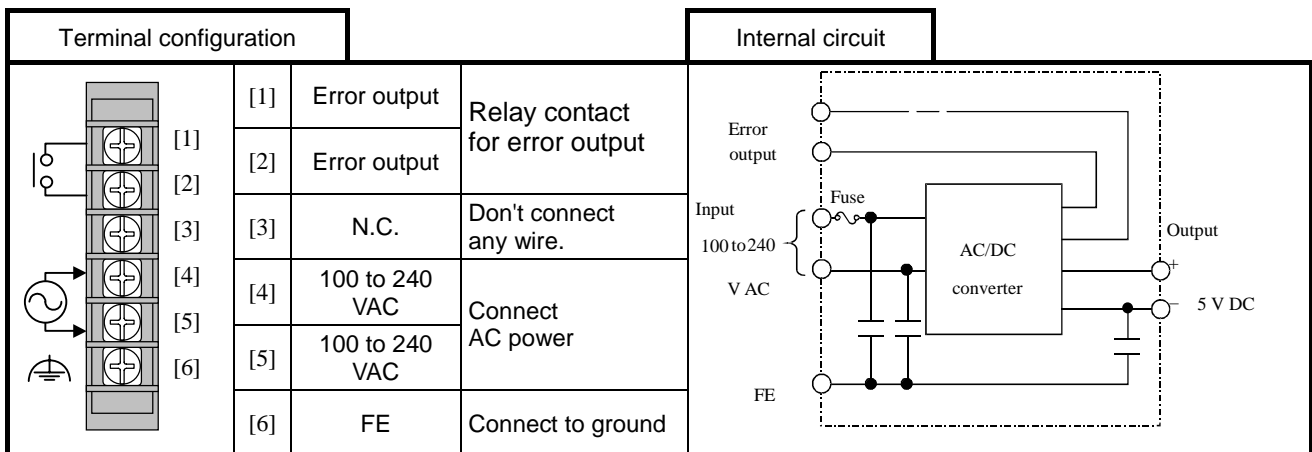 Terminal configuration
[1]
[2]
[3]
[4]
[5]
[6]
[1] Error output
[2] Error output
Relay contact
for error output
[3] N.C.
Don't connect
any wire.
[4] 100 to 240
VAC
[5] 100 to 240
VAC
Connect
AC power
[6] FE Connect to ground
Internal circuit
Error
output
Fuse
Input
100 to 240
V AC
AC/DC
converter
Output
+
− 5 V DC
FE